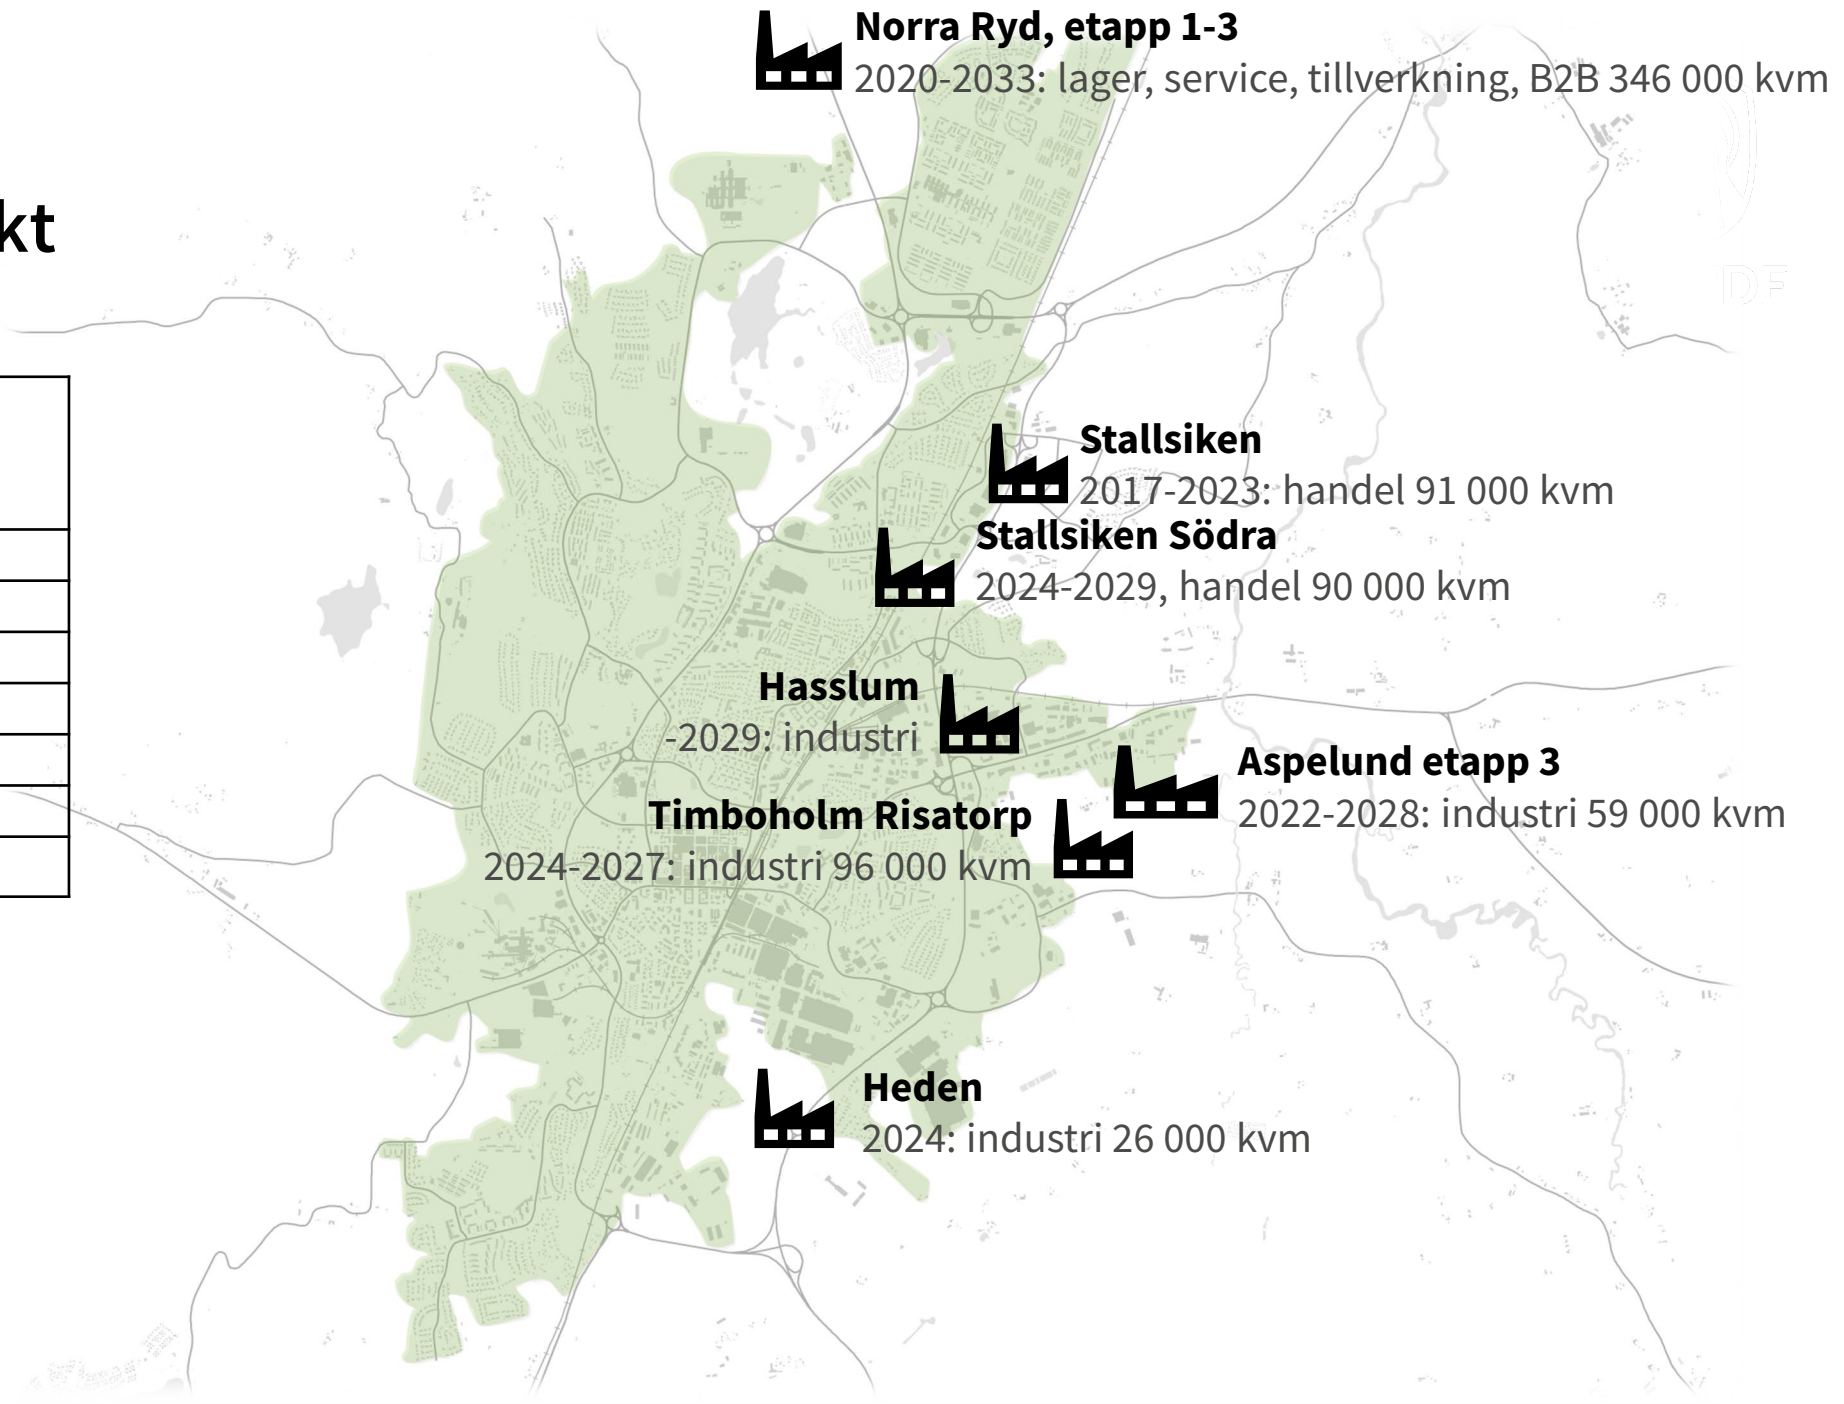 Norra Ryd, etapp 1-3
2020-2033: lager, service, tillverkning, B2B 346 000 kvm
kt
DE
Stallsiken
2017-2023: handel 91 000 kvm
Stallsiken Södra
2024-2029, handel 90 000 kvm
Hasslum
-2029: industri
Aspelund etapp 3
2022-2028: industri 59 000 kvm
Timboholm Risatorp
2024-2027: industri 96 000 kvm
Heden
2024: industri 26 000 kvm